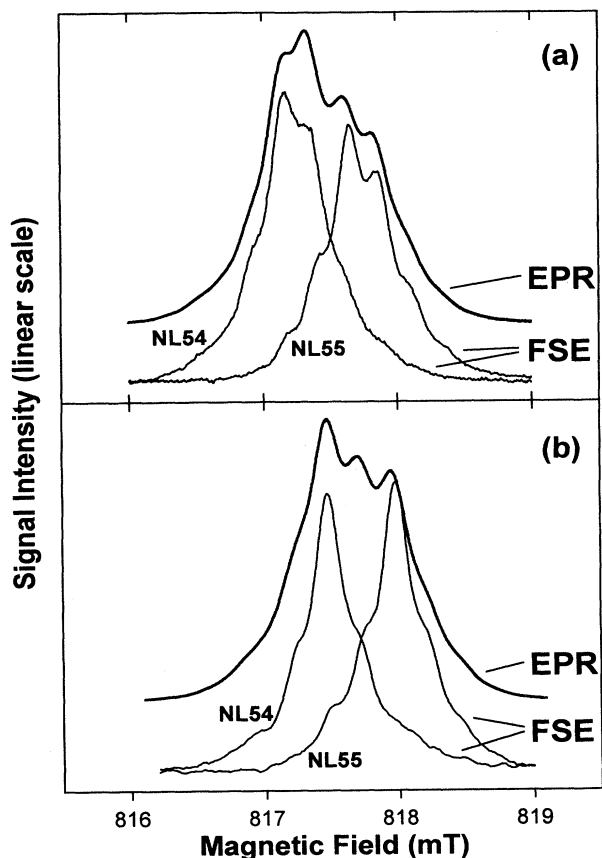 (a)
EPR
NL54
NL55
FSE
(b)
EPR
NL54
FSE
NL55
816 817 818 819
Magnetic Field (mT)
Signal Intensity (linear scale)